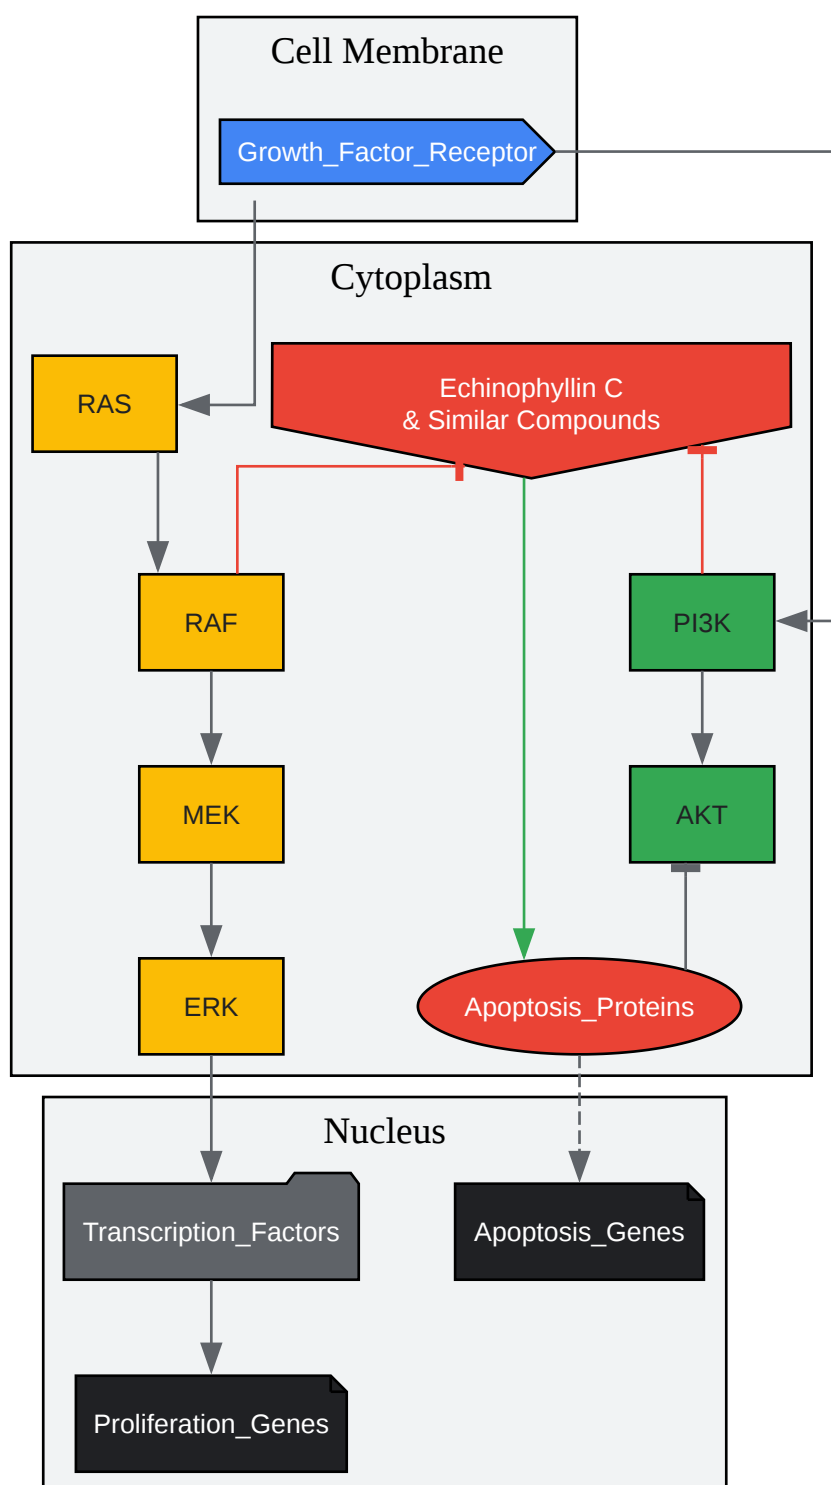 Cell Membrane
Growth_Factor_Receptor
Cytoplasm
Echinophyllin C
& Similar Compounds
RAS
RAF
PI3K
MEK
AKT
ERK
Apoptosis_Proteins
Nucleus
Transcription_Factors
Apoptosis_Genes
Proliferation_Genes